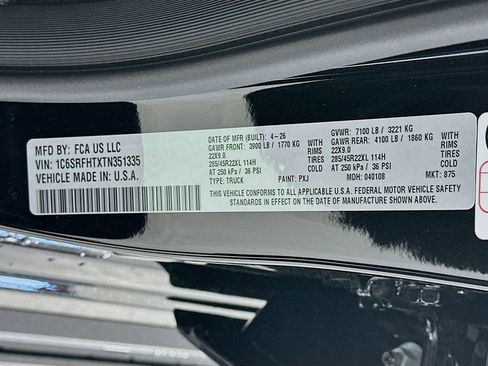 MFD BY: FCA US LLC
VIN: 1C6SRFHTXTN351335
VEHICLE MADE IN: U.S.A.
DATE OF MFR (BUILT): 4-26 GVWR: 7100 LB / 3221 KG
GAWR FRONT: 3900 LB / 1770 KG GAWR REAR: 4100 LB / 1860 KG
22X9.0 RIMS 22X9.0 RIMS
285/45R22XL 114H TIRES 285/45R22XL 114H TIRES
AT 250 kPa / 36 PSI COLD AT 250 kPa / 36 PSI COLD
TYPE: TRUCK PAINT: PXJ MDH: 040108 MKT: 875
THIS VEHICLE CONFORMS TO ALL APPLICABLE U.S.A. FEDERAL MOTOR VEHICLE
SAFETY STANDARDS IN EFFECT ON THE DATE OF MANUFACTURE SHOWN ABOVE.